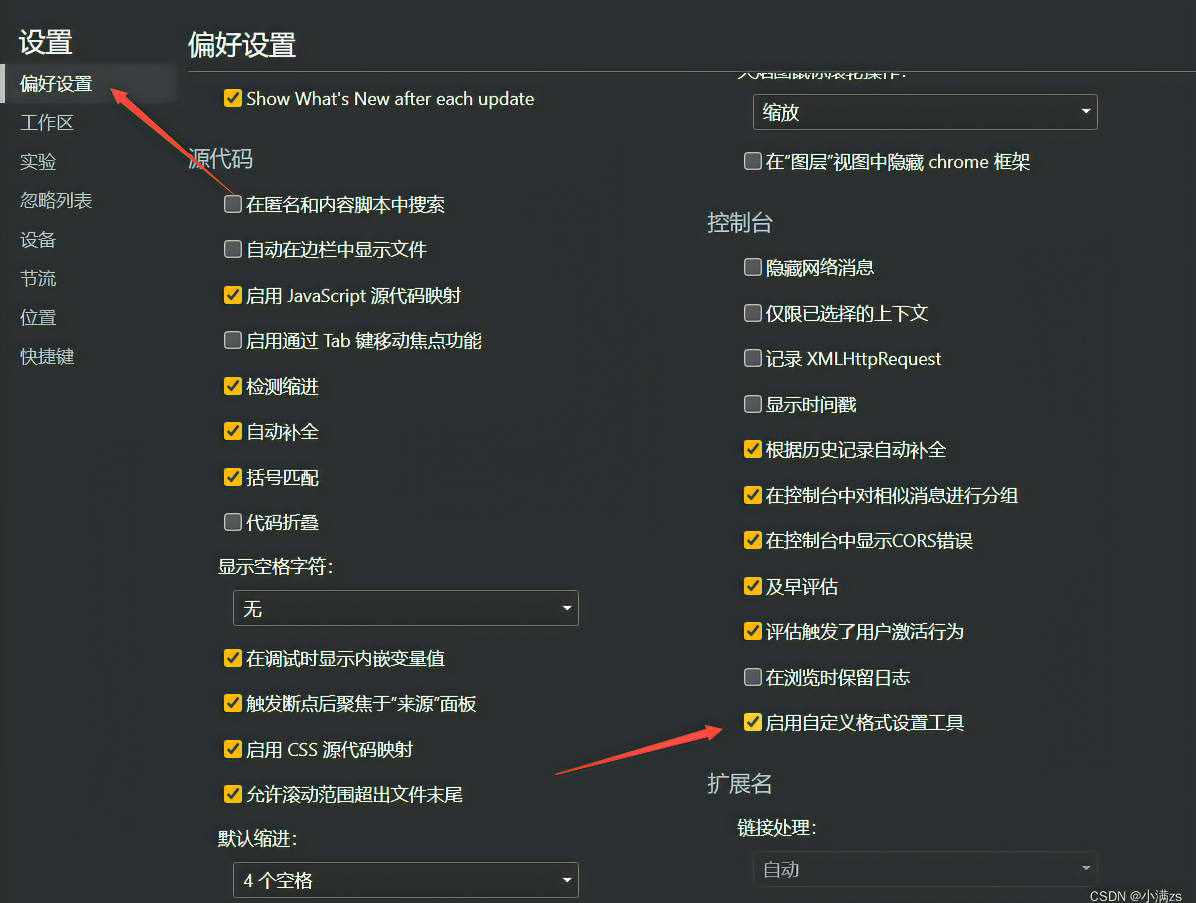 设置
偏好设置
工作区
实验
忽略列表
设备
节流
位置
快捷键
偏好设置
Show What's New after each update
源代码
在匿名和内容脚本中搜索
自动在边栏中显示文件
启用 JavaScript 源代码映射
启用通过 Tab 键移动焦点功能
检测缩进
自动补全
括号匹配
代码折叠
显示空格字符:
无
在调试时显示内嵌变量值
触发断点后聚焦于"来源"面板
启用 CSS 源代码映射
允许滚动范围超出文件末尾
默认缩进:
4 个空格
火焰图鼠标滚轮操作:
缩放
在"图层"视图中隐藏 chrome 框架
控制台
隐藏网络消息
仅限已选择的上下文
记录 XMLHttpRequest
显示时间戳
根据历史记录自动补全
在控制台中对相似消息进行分组
在控制台中显示CORS错误
及早评估
评估触发了用户激活行为
在浏览时保留日志
启用自定义格式设置工具
扩展名
链接处理:
自动
CSDN @小满zs